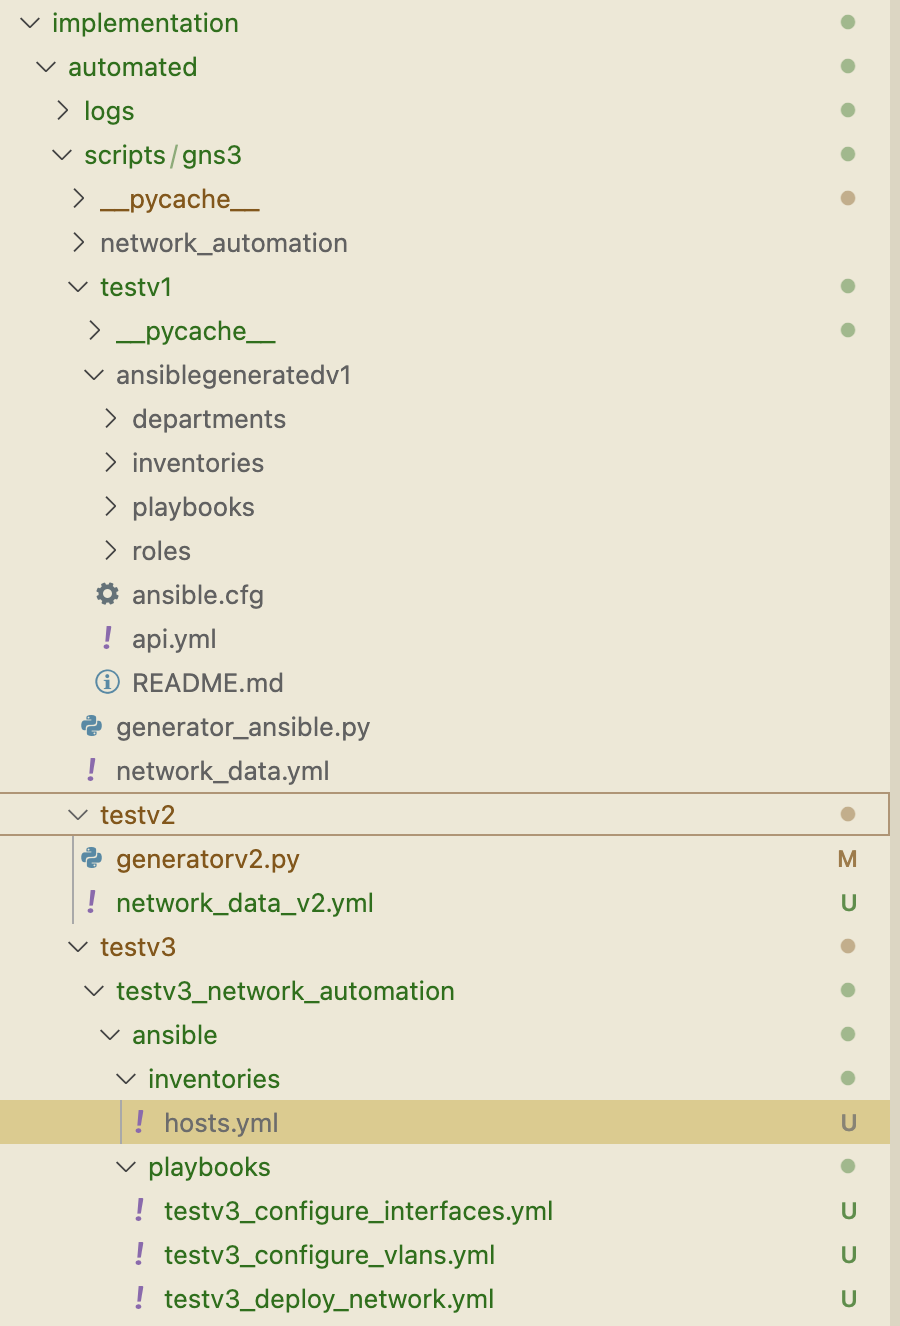 implementation
automated
logs
scripts/gns3
__pycache__
network_automation
testv1
__pycache__
ansiblegeneratedv1
departments
inventories
playbooks
roles
ansible.cfg
! api.yml
README.md
generator_ansible.py
! network_data.yml
testv2
generatorv2.py M
! network_data_v2.yml U
testv3
testv3_network_automation
ansible
inventories
! hosts.yml U
playbooks
! testv3_configure_interfaces.yml U
! testv3_configure_vlans.yml U
! testv3_deploy_network.yml U